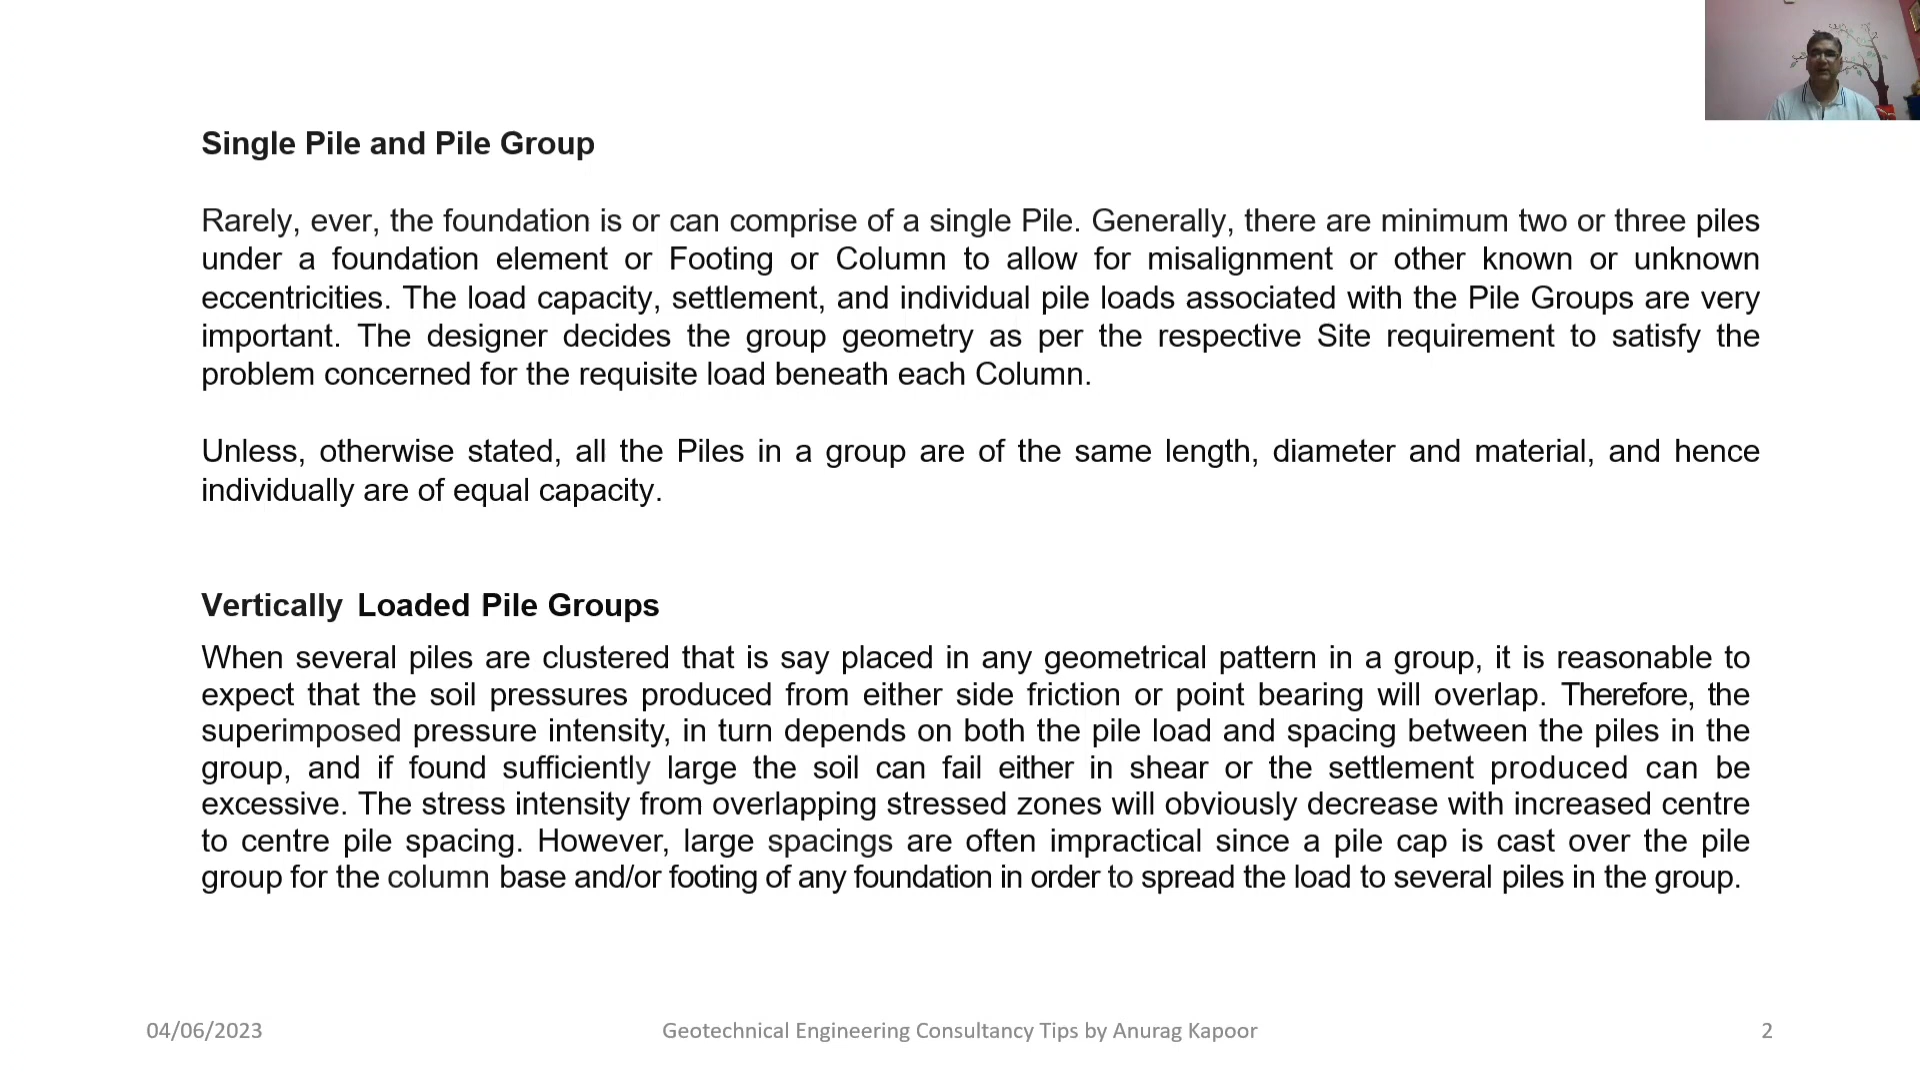 Single Pile and Pile Group
Rarely, ever, the foundation is or can comprise of a single Pile. Generally, there are minimum two or three piles
under a foundation element or Footing or Column to allow for misalignment or other known or unknown
eccentricities. The load capacity, settlement, and individual pile loads associated with the Pile Groups are very
important. The designer decides the group geometry as per the respective Site requirement to satisfy the
problem concerned for the requisite load beneath each Column.
Unless, otherwise stated, all the Piles in a group are of the same length, diameter and material, and hence
individually are of equal capacity.
Vertically Loaded Pile Groups
When several piles are clustered that is say placed in any geometrical pattern in a group, it is reasonable to
expect that the soil pressures produced from either side friction or point bearing will overlap. Therefore, the
superimposed pressure intensity, in turn depends on both the pile load and spacing between the piles in the
group, and if found sufficiently large the soil can fail either in shear or the settlement produced can be
excessive. The stress intensity from overlapping stressed zones will obviously decrease with increased centre
to centre pile spacing. However, large spacings are often impractical since a pile cap is cast over the pile
group for the column base and/or footing of any foundation in order to spread the load to several piles in the group.
04/06/2023
Geotechnical Engineering Consultancy Tips by Anurag Kapoor
2